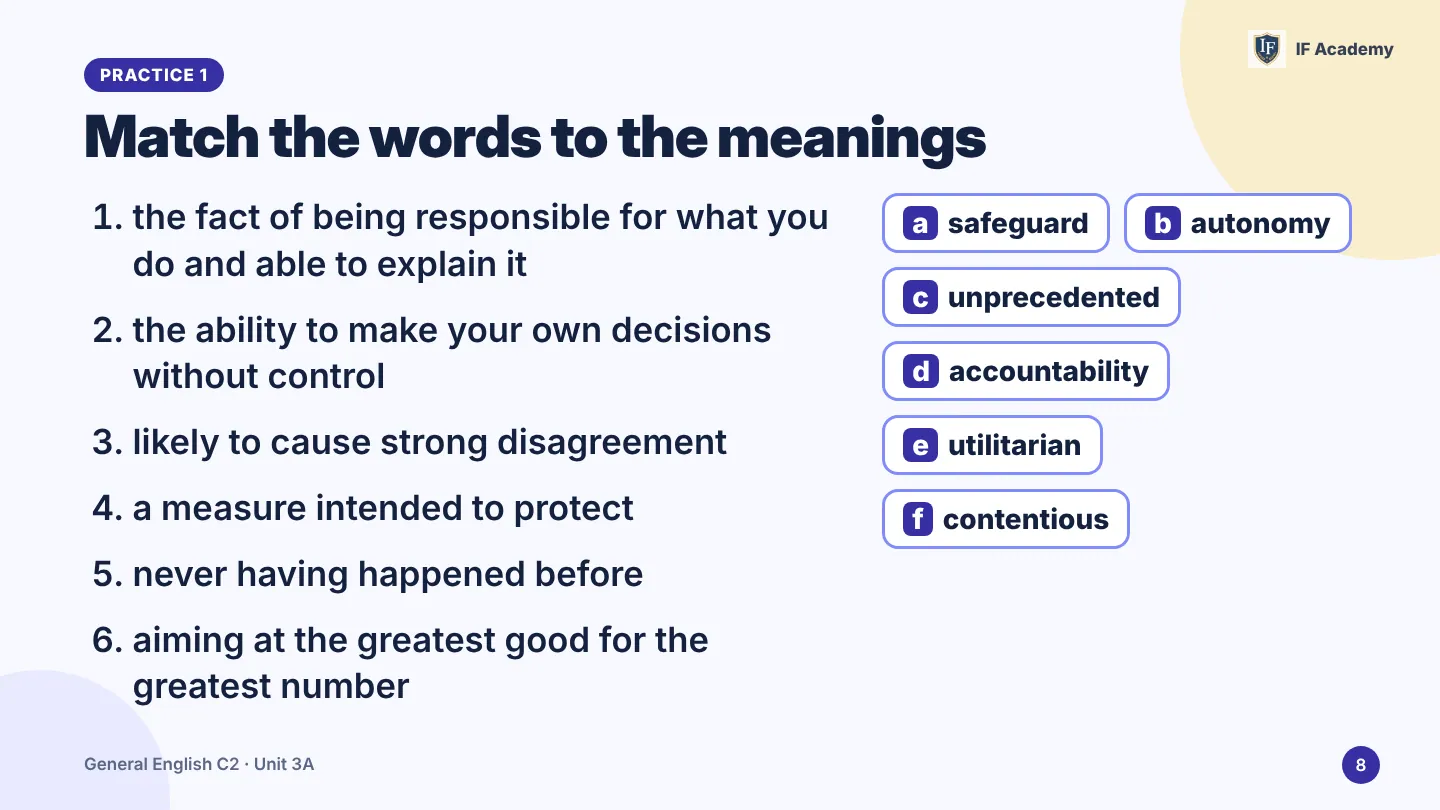 IF Academy
PRACTICE 1
Match the words to the meanings
1. the fact of being responsible for what you
do and able to explain it
2. the ability to make your own decisions
without control
3. likely to cause strong disagreement
4. a measure intended to protect
5. never having happened before
6. aiming at the greatest good for the
greatest number
a safeguard
b autonomy
c unprecedented
d accountability
e utilitarian
f contentious
General English C2 · Unit 3A
8